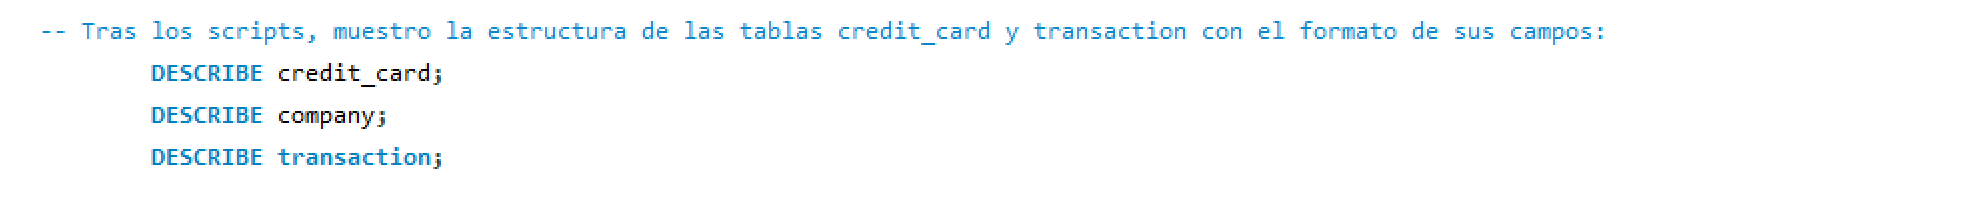 -- Tras los scripts, muestro la estructura de las tablas credit_card y transaction con el formato de sus campos:
DESCRIBE credit_card;
DESCRIBE company;
DESCRIBE transaction;